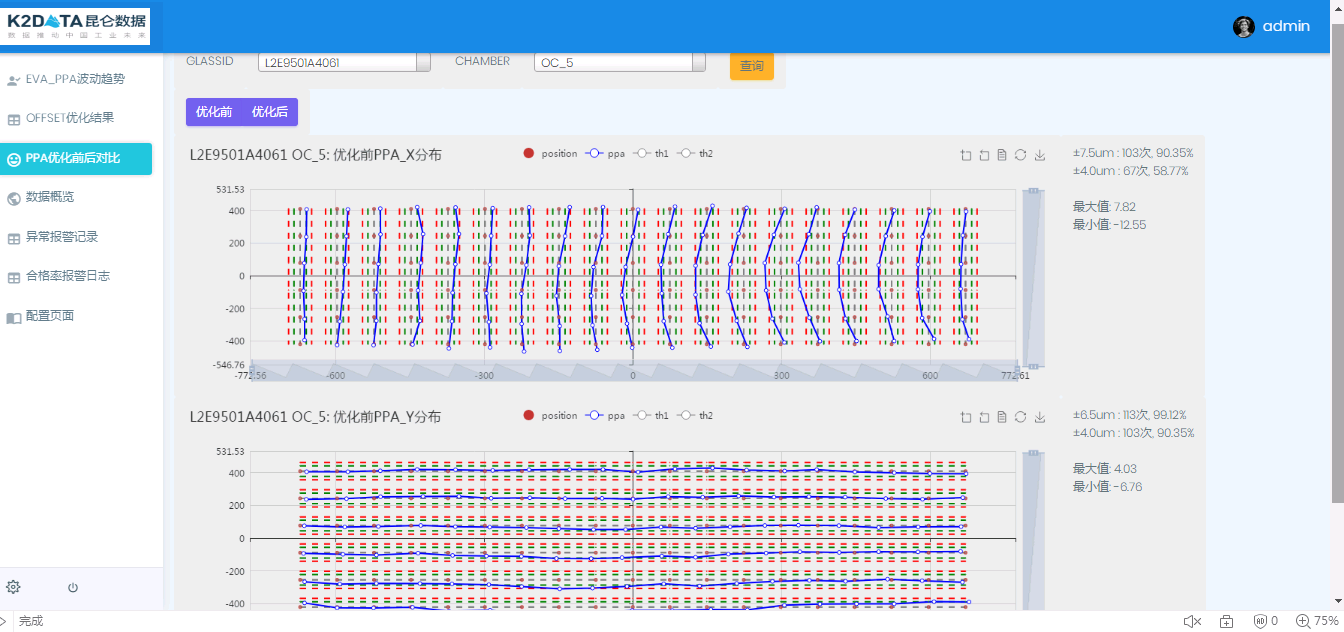 K2DATA昆仑数据
数据推动中国工业未来
admin
EVA_PPA波动趋势
OFFSET优化结果
PPA优化前后对比
数据概览
异常报警记录
合格率报警日志
配置页面
GLASSID
L2E9501A4061
CHAMBER
OC_5
查询
优化前
优化后
L2E9501A4061 OC_5: 优化前PPA_X分布
position
ppa
th1
th2
±7.5um : 103次, 90.35%
±4.0um : 67次, 58.77%
最大值: 7.82
最小值: -12.55
531.53
400
200
0
-200
-400
-546.76
-772.56
-600
-300
0
300
600
772.61
L2E9501A4061 OC_5: 优化前PPA_Y分布
position
ppa
th1
th2
±6.5um : 113次, 99.12%
±4.0um : 103次, 90.35%
最大值: 4.03
最小值: -6.76
531.53
400
200
0
-200
-400
完成
0
75%